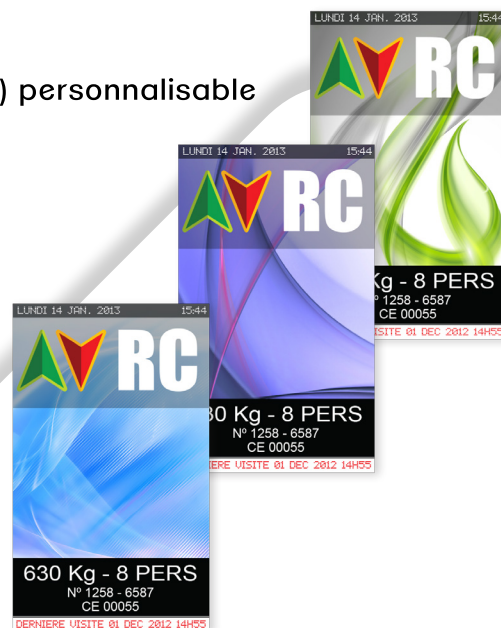 ) personnalisable
LUNDI 14 JAN. 2013 15:44
RC
Kg - 8 PERS
° 1258 - 6587
CE 00055
ISITE 01 DEC 2012 14H55
LUNDI 14 JAN. 2013 15:44
RC
30 Kg - 8 PERS
Nº 1258 - 6587
CE 00055
IERE VISITE 01 DEC 2012 14H55
LUNDI 14 JAN. 2013 15:44
RC
630 Kg - 8 PERS
Nº 1258 - 6587
CE 00055
DERNIERE VISITE 01 DEC 2012 14H55